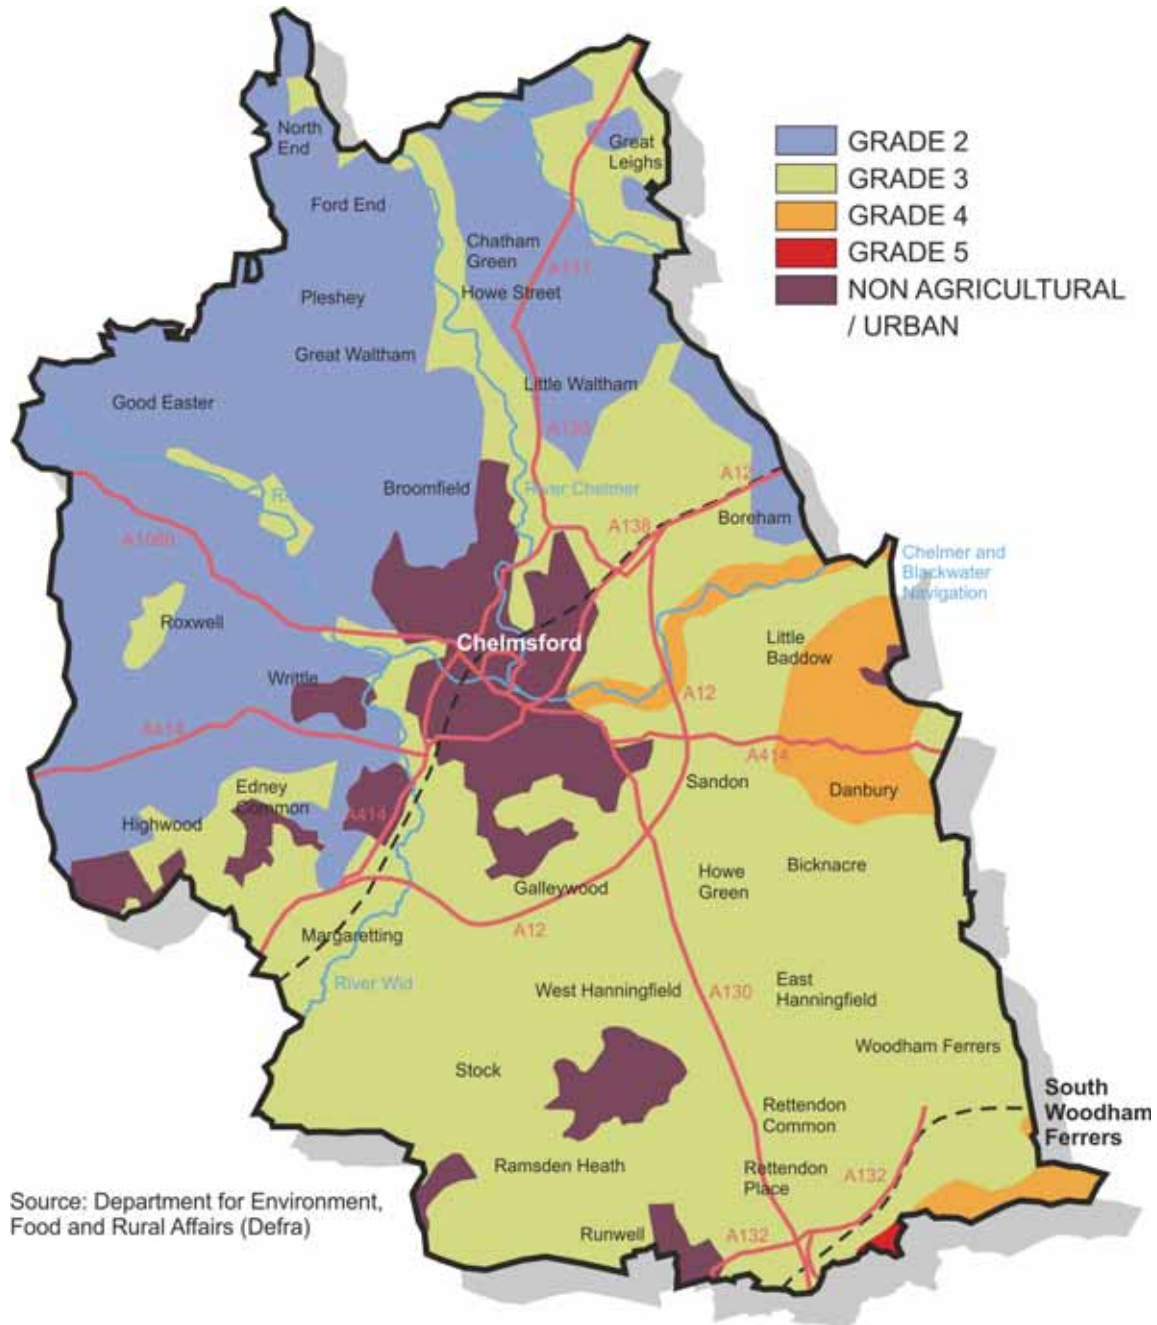 North
End
Great
Leighs
GRADE 2
GRADE 3
GRADE 4
GRADE 5
NON AGRICULTURAL
/ URBAN
Ford End
Chatham
Green
Howe Street
Pleshey
Great Waltham
Little Waltham
Good Easter
A130
Broomfield
River Chelmer
A12
A138
Boreham
A1060
Chelmer and
Blackwater
Navigation
Roxwell
Chelmsford
Little
Baddow
Writtle
A12
A414
A414
Sandon
Danbury
Edney
Common
A414
Highwood
Galleywood
Howe
Green
Bicknacre
Margaretting
A12
River Wid
West Hanningfield
A130
East
Hanningfield
Woodham Ferrers
Stock
South
Woodham
Ferrers
Rettendon
Common
Ramsden Heath
Rettendon
Place
A132
Runwell
A132
Source: Department for Environment,
Food and Rural Affairs (Defra)